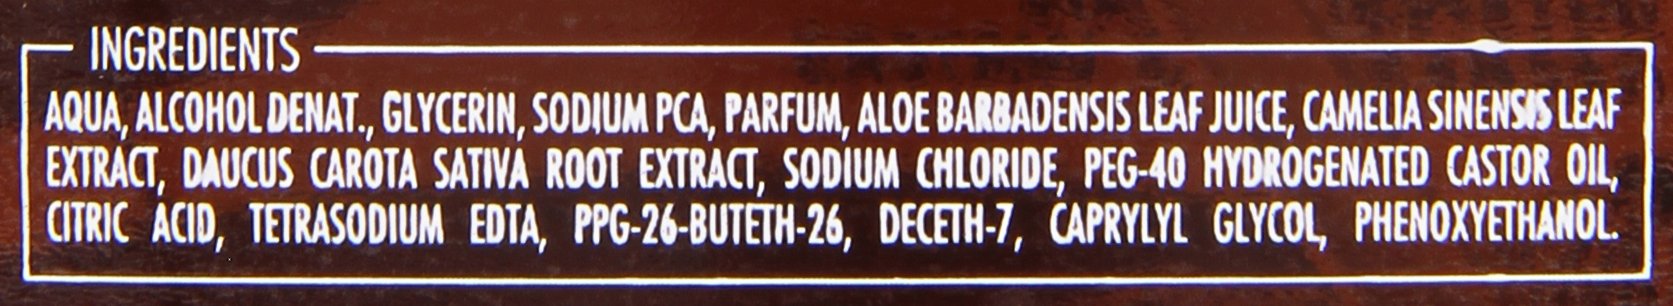 INGREDIENTS
AQUA, ALCOHOL DENAT., GLYCERIN, SODIUM PCA, PARFUM, ALOE BARBADENSIS LEAF JUICE, CAMELIA SINENSIS LEAF
EXTRACT, DAUCUS CAROTA SATIVA ROOT EXTRACT, SODIUM CHLORIDE, PEG-40 HYDROGENATED CASTOR OIL,
CITRIC ACID, TETRASODIUM EDTA, PPG-26-BUTETH-26, DECETH-7, CAPRYLYL GLYCOL, PHENOXYETHANOL.